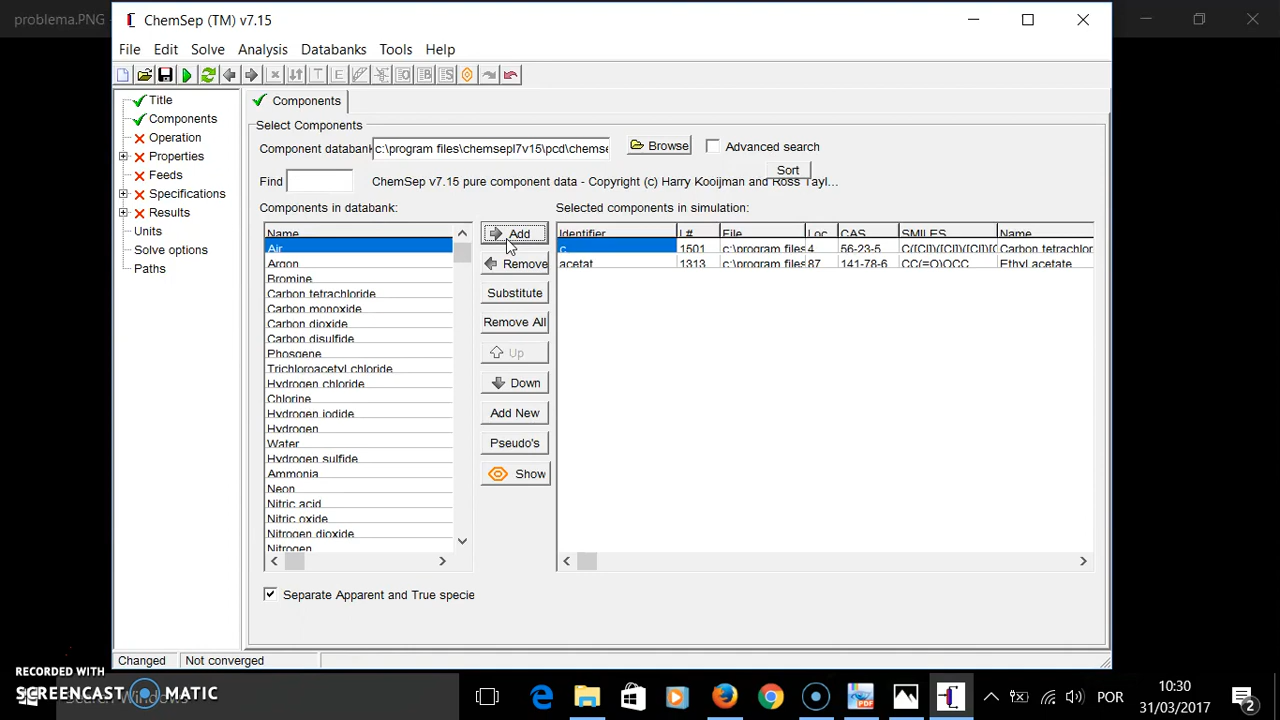 problema.PNG -
ChemSep (TM) v7.15
File Edit Solve Analysis Databanks Tools Help
Title
Components
Operation
Properties
Feeds
Specifications
Results
Units
Solve options
Paths
Components
Select Components
Component databank c:\program files\chemsepl7v15\pcd\chemse Browse Advanced search
Sort
Find ChemSep v7.15 pure component data - Copyright (c) Harry Kooijman and Ross Tayl...
Components in databank:
Name
Air
Argon
Bromine
Carbon tetrachloride
Carbon monoxide
Carbon dioxide
Carbon disulfide
Phosgene
Trichloroacetyl chloride
Hydrogen chloride
Chlorine
Hydrogen iodide
Hydrogen
Water
Hydrogen sulfide
Ammonia
Neon
Nitric acid
Nitric oxide
Nitrogen dioxide
Nitrogen
Add
Remove
Substitute
Remove All
Up
Down
Add New
Pseudo's
Show
Selected components in simulation:
Identifier L# File Loc CAS SMILES Name
c 1501 c:\program files 4 56-23-5 C([Cl])([Cl])([Cl])[C Carbon tetrachlor
acetat 1313 c:\program files 87 141-78-6 CC(=O)OCC Ethyl acetate
Separate Apparent and True specie
Changed Not converged
RECORDED WITH
SCREENCAST MATIC
Search Windows
POR
10:30
31/03/2017
2